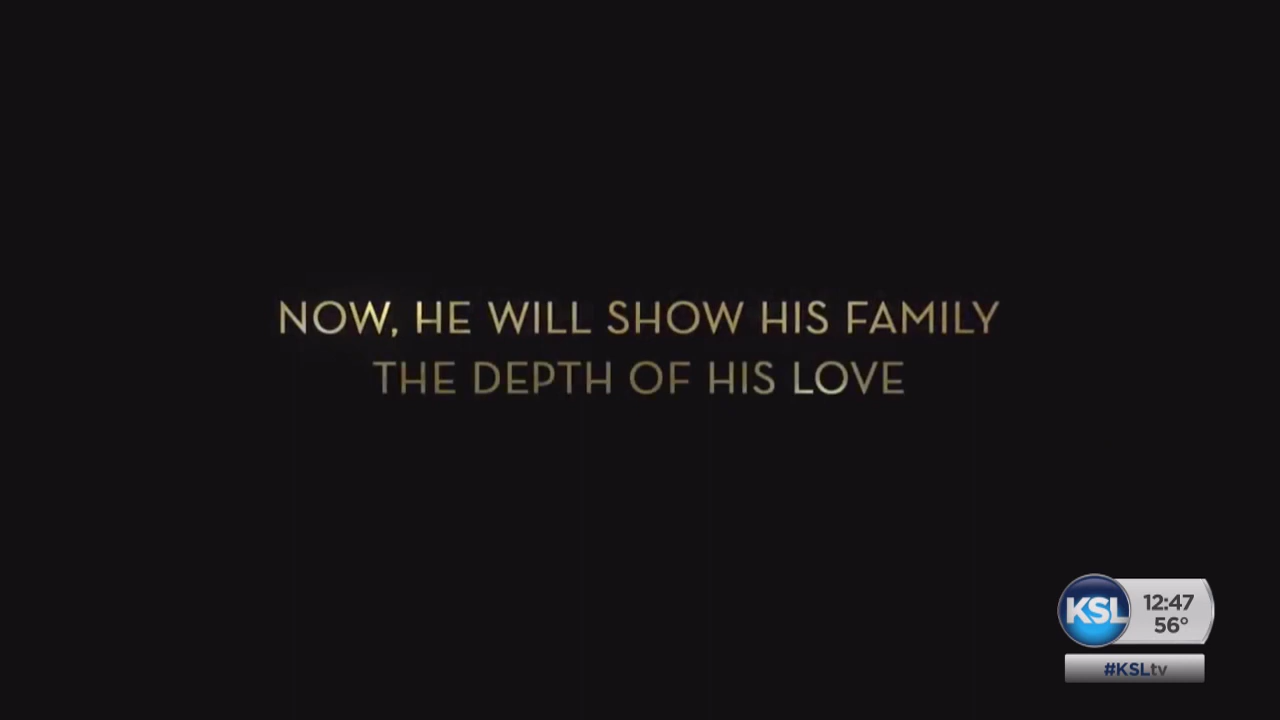 NOW, HE WILL SHOW HIS FAMILY
THE DEPTH OF HIS LOVE
KSL
12:47
56°
#KSLtv